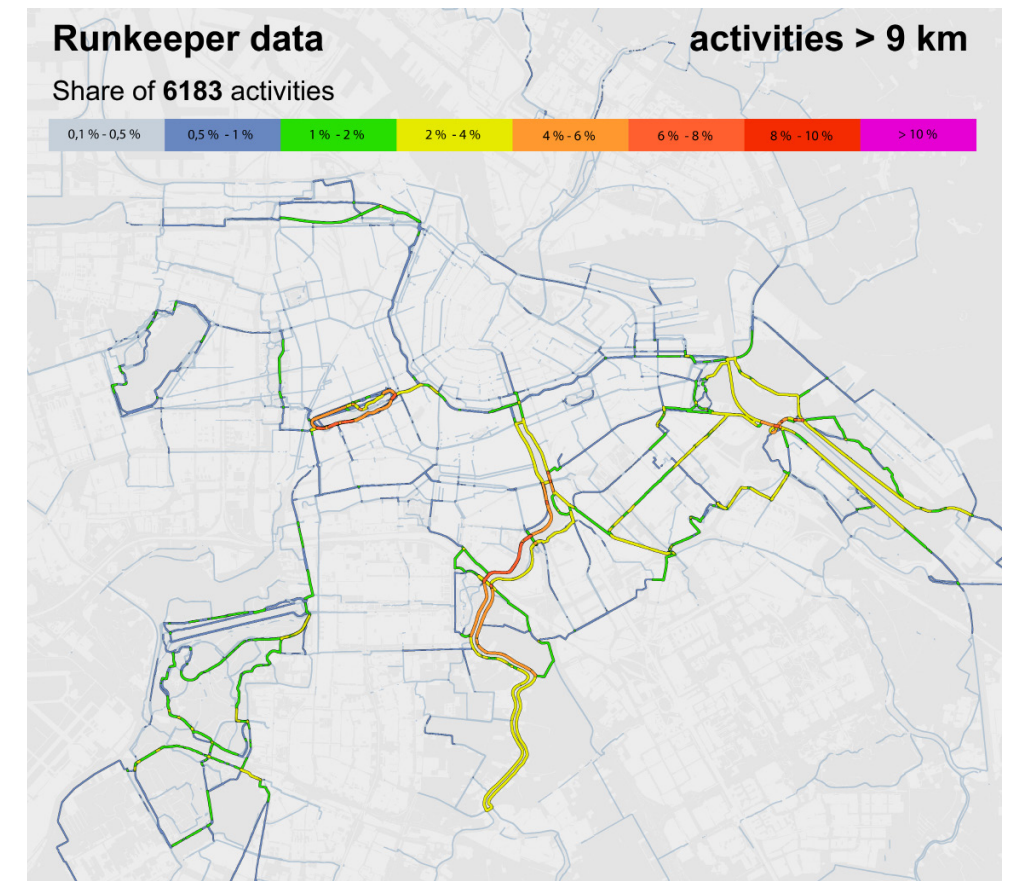 Runkeeper data
activities > 9 km
Share of 6183 activities
0,1 % - 0,5 %
0,5 % - 1 %
1 % - 2 %
2 % - 4 %
4 % - 6 %
6 % - 8 %
8 % - 10 %
> 10 %